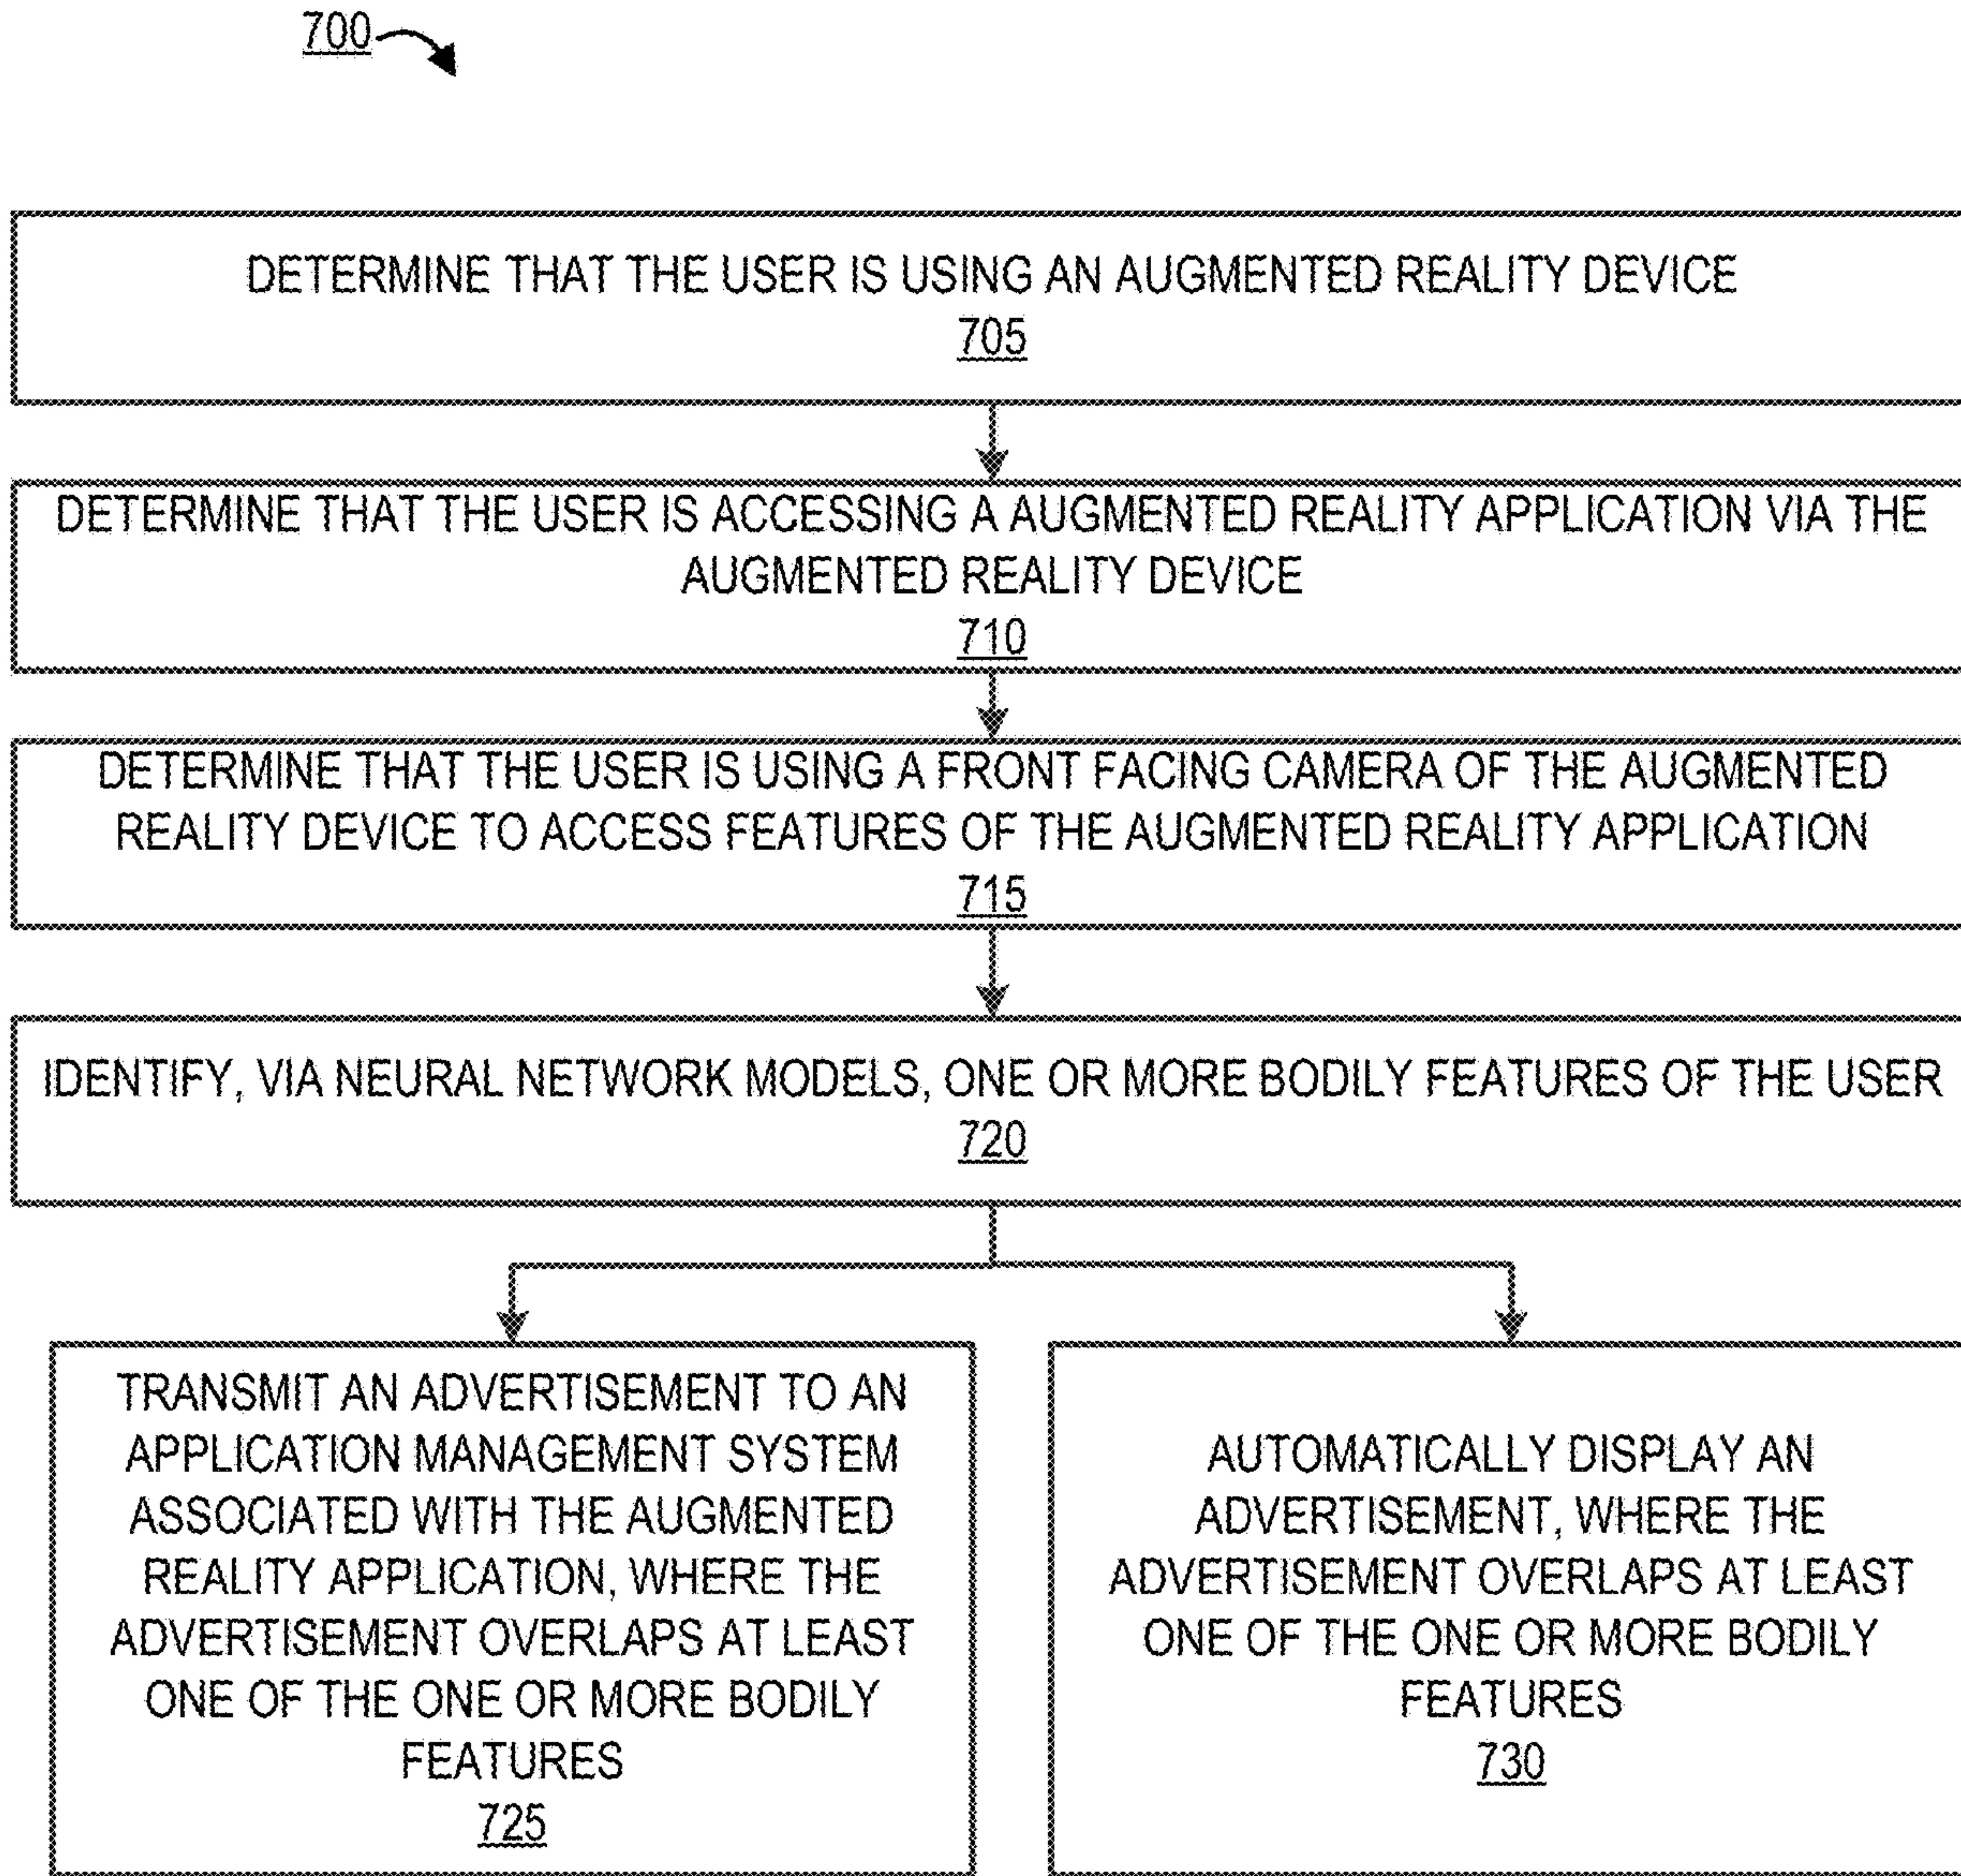 700
DETERMINE THAT THE USER IS USING AN AUGMENTED REALITY DEVICE
705
DETERMINE THAT THE USER IS ACCESSING A AUGMENTED REALITY APPLICATION VIA THE
AUGMENTED REALITY DEVICE
710
DETERMINE THAT THE USER IS USING A FRONT FACING CAMERA OF THE AUGMENTED
REALITY DEVICE TO ACCESS FEATURES OF THE AUGMENTED REALITY APPLICATION
715
IDENTIFY, VIA NEURAL NETWORK MODELS, ONE OR MORE BODILY FEATURES OF THE USER
720
TRANSMIT AN ADVERTISEMENT TO AN
APPLICATION MANAGEMENT SYSTEM
ASSOCIATED WITH THE AUGMENTED
REALITY APPLICATION, WHERE THE
ADVERTISEMENT OVERLAPS AT LEAST
ONE OF THE ONE OR MORE BODILY
FEATURES
725
AUTOMATICALLY DISPLAY AN
ADVERTISEMENT, WHERE THE
ADVERTISEMENT OVERLAPS AT LEAST
ONE OF THE ONE OR MORE BODILY
FEATURES
730